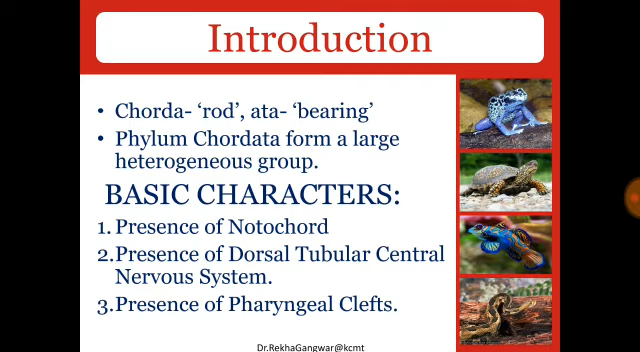 Introduction
• Chorda- ‘rod’, ata- ‘bearing’
• Phylum Chordata form a large
heterogeneous group.
BASIC CHARACTERS:
1. Presence of Notochord
2.Presence of Dorsal Tubular Central
Nervous System.
3.Presence of Pharyngeal Clefts.
Dr.RekhaGangwar@kcmt